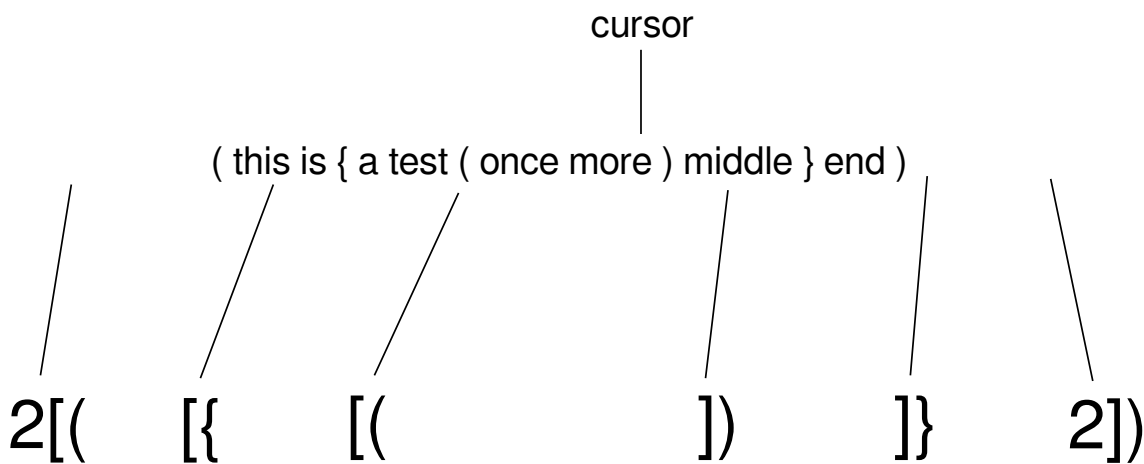 cursor
( this is { a test ( once more ) middle } end )
2[( [{ [( ]) ]} 2])